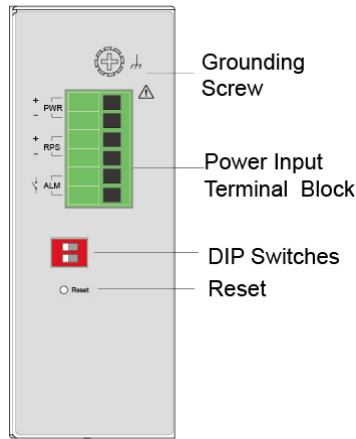 Grounding
Screw
+
PWR
−
+
RPS
−
ALM
Power Input
Terminal Block
DIP Switches
Reset
Reset